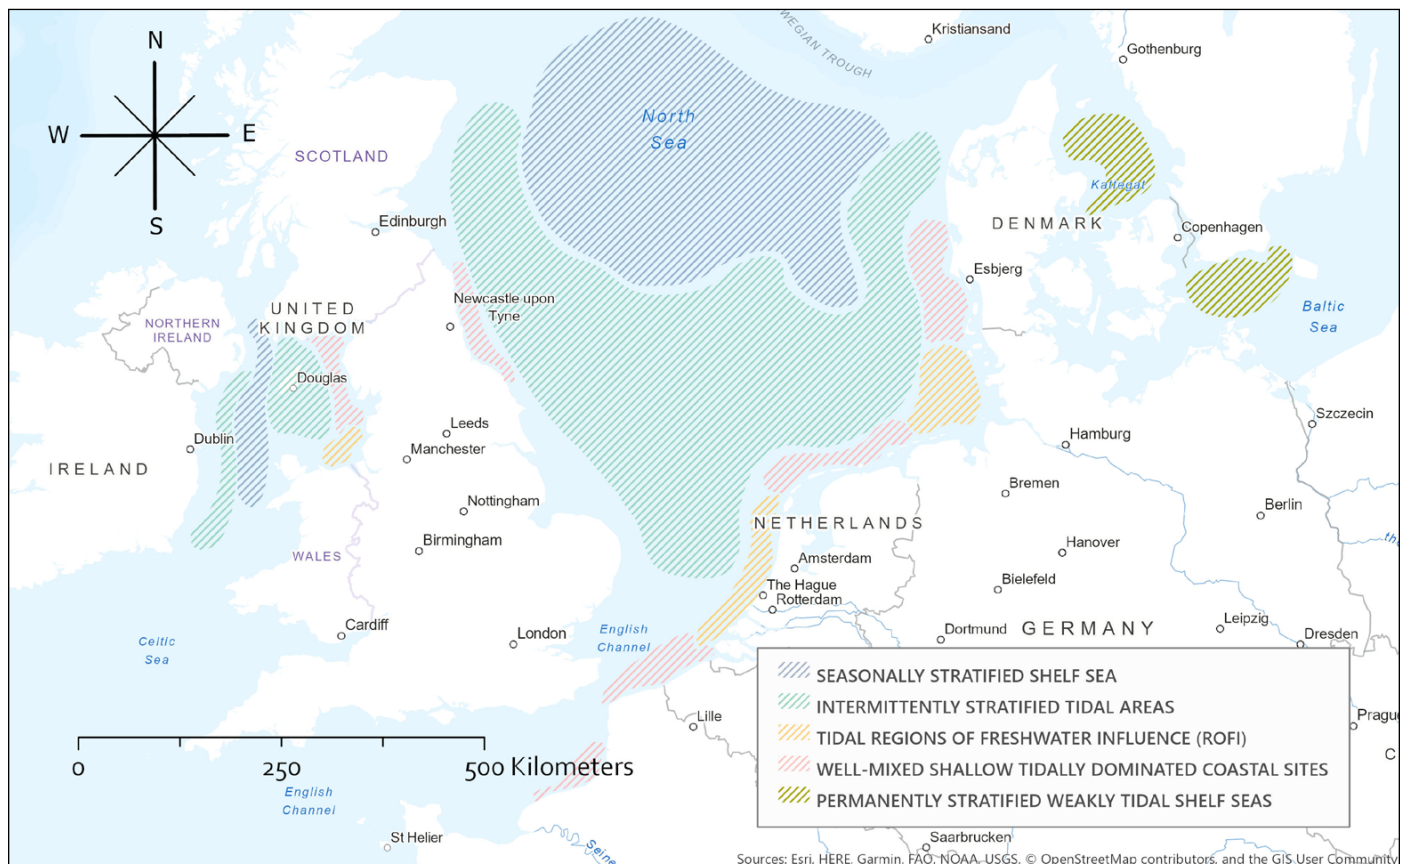 N
W
E
S
WEGIAN TROUGH
Kristiansand
Gothenburg
North
Sea
SCOTLAND
Edinburgh
Kattegat
DENMARK
Copenhagen
Esbjerg
Newcastle upon
Tyne
UNITED
KINGDOM
NORTHERN
IRELAND
Baltic
Sea
Douglas
Szczecin
Leeds
Dublin
Manchester
Hamburg
IRELAND
Bremen
Nottingham
Berlin
NETHERLANDS
Birmingham
Hanover
th
WALES
Amsterdam
Bielefeld
The Hague
Rotterdam
Cardiff
London
English
Channel
Celtic
Sea
Dortmund
GERMANY
Leipzig
Dresden
Lille
Pragu
C
SEASONALLY STRATIFIED SHELF SEA
INTERMITTENTLY STRATIFIED TIDAL AREAS
TIDAL REGIONS OF FRESHWATER INFLUENCE (ROFI)
WELL-MIXED SHALLOW TIDALLY DOMINATED COASTAL SITES
PERMANENTLY STRATIFIED WEAKLY TIDAL SHELF SEAS
0
250
500 Kilometers
English
Channel
St Helier
Seine
Saarbrucken
Sources: Esri, HERE, Garmin, FAO, NOAA, USGS, © OpenStreetMap contributors, and the GIS User Community